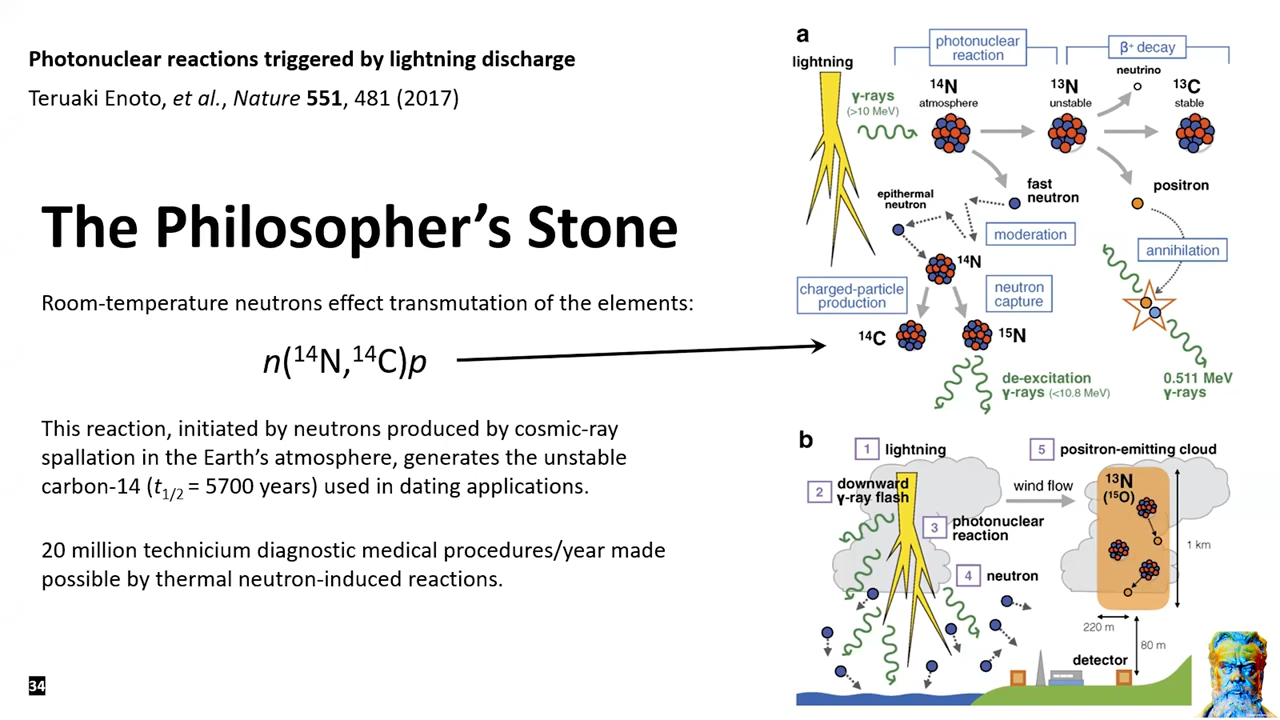 Photonuclear reactions triggered by lightning discharge
Teruaki Enoto, et al., Nature 551, 481 (2017)
The Philosopher’s Stone
Room-temperature neutrons effect transmutation of the elements:
n(¹⁴N,¹⁴C)p
This reaction, initiated by neutrons produced by cosmic-ray
spallation in the Earth’s atmosphere, generates the unstable
carbon-14 (t₁/₂ = 5700 years) used in dating applications.
20 million technicium diagnostic medical procedures/year made
possible by thermal neutron-induced reactions.
34
a
lightning
photonuclear
reaction
β⁺ decay
neutrino
γ-rays
(>10 MeV)
¹⁴N
atmosphere
¹³N
unstable
¹³C
stable
epithermal
neutron
fast
neutron
positron
moderation
annihilation
¹⁴N
charged-particle
production
neutron
capture
¹⁴C
¹⁵N
de-excitation
γ-rays (<10.8 MeV)
0.511 MeV
γ-rays
b
1 lightning
5 positron-emitting cloud
2 downward
γ-ray flash
wind flow
¹³N
(¹⁵O)
3 photonuclear
reaction
1 km
4 neutron
220 m
80 m
detector